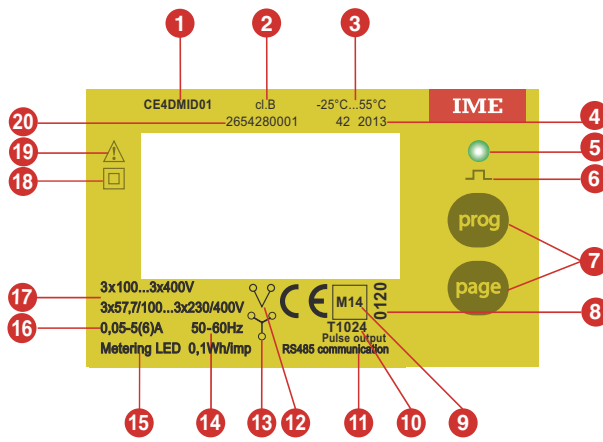 1 2 3
CE4DMID01 cl.B -25°C...55°C IME
20 2654280001 42 2013 4
19 5
18 6
prog
7
page
17 3x100...3x400V CE M14 0120 8
3x57,7/100...3x230/400V
16 0,05-5(6)A 50-60Hz T1024
Pulse output
Metering LED 0,1Wh/imp RS485 communication
15 14 13 12 11 10 9